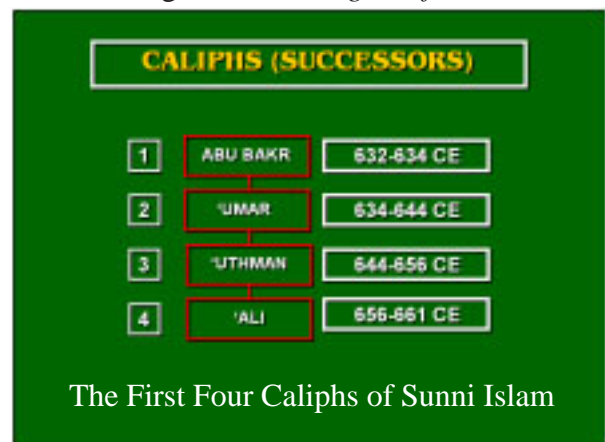 CALIPHS (SUCCESSORS)
1 ABU BAKR 632-634 CE
2 'UMAR 634-644 CE
3 'UTHMAN 644-656 CE
4 'ALI 656-661 CE
The First Four Caliphs of Sunni Islam